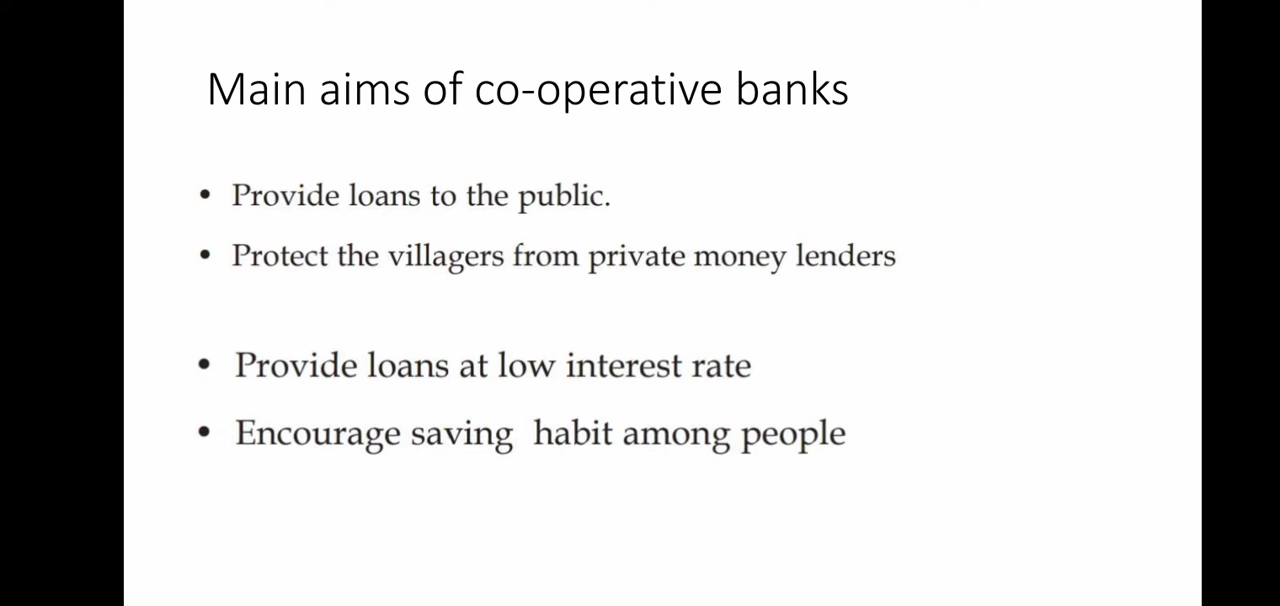 Main aims of co-operative banks
• Provide loans to the public.
• Protect the villagers from private money lenders
• Provide loans at low interest rate
• Encourage saving habit among people